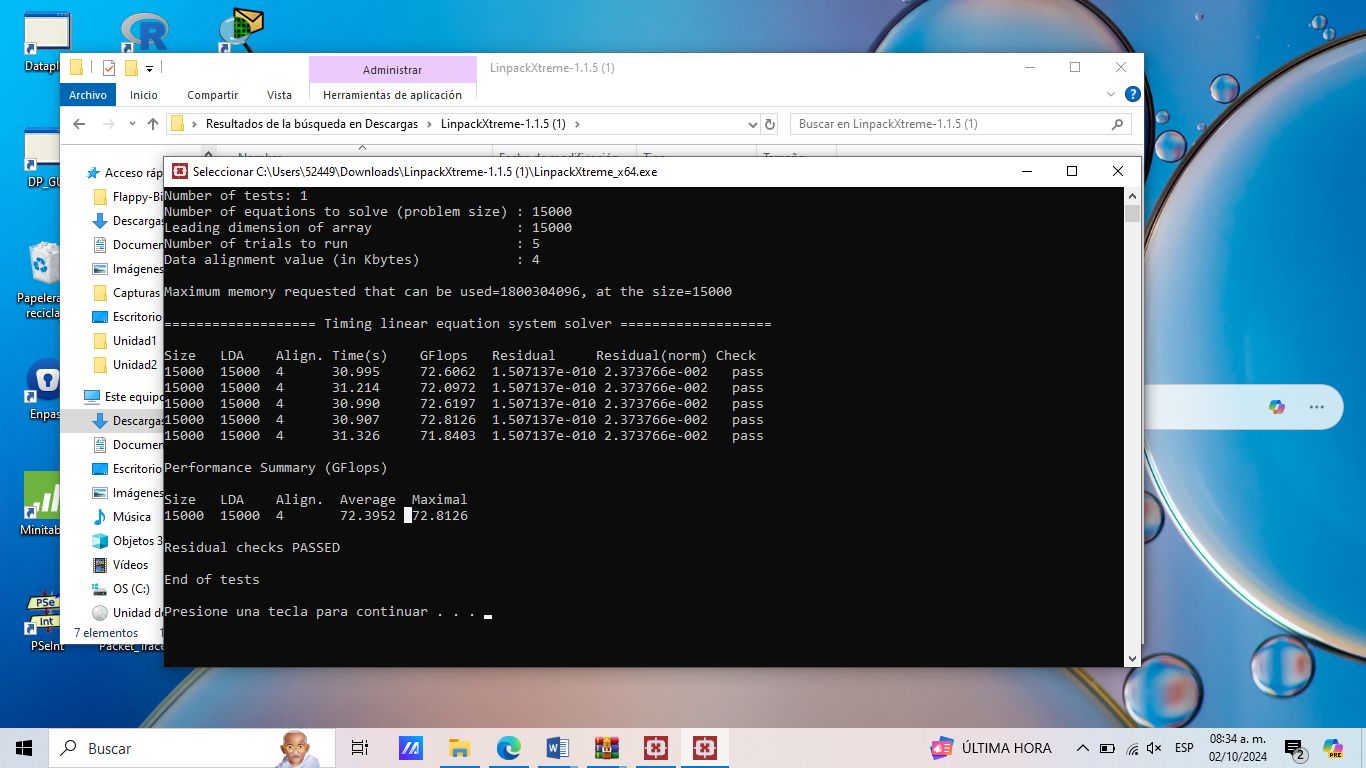 Datapl
Administrar
LinpackXtreme-1.1.5 (1)
Archivo
Inicio
Compartir
Vista
Herramientas de aplicación
Resultados de la búsqueda en Descargas
LinpackXtreme-1.1.5 (1)
Buscar en LinpackXtreme-1.1.5 (1)
DP_GU
Papelera
recicla
Enpas
Minitab
PSe
Int
PSeInt
Packet_Trace
Acceso ráp
Flappy-Bi
Descargas
Documen
Imágenes
Capturas
Escritorio
Unidad1
Unidad2
Este equipo
Descargas
Documen
Escritorio
Imágenes
Música
Objetos 3
Vídeos
OS (C:)
Unidad de
7 elementos
Seleccionar C:\Users\52449\Downloads\LinpackXtreme-1.1.5 (1)\LinpackXtreme_x64.exe
Number of tests: 1
Number of equations to solve (problem size) : 15000
Leading dimension of array                  : 15000
Number of trials to run                     : 5
Data alignment value (in Kbytes)            : 4
Maximum memory requested that can be used=1800304096, at the size=15000
=================== Timing linear equation system solver ===================
Size   LDA    Align. Time(s)    GFlops   Residual     Residual(norm) Check
15000  15000  4      30.995     72.6062  1.507137e-010 2.373766e-002   pass
15000  15000  4      31.214     72.0972  1.507137e-010 2.373766e-002   pass
15000  15000  4      30.990     72.6197  1.507137e-010 2.373766e-002   pass
15000  15000  4      30.907     72.8126  1.507137e-010 2.373766e-002   pass
15000  15000  4      31.326     71.8403  1.507137e-010 2.373766e-002   pass
Performance Summary (GFlops)
Size   LDA    Align.  Average  Maximal
15000  15000  4       72.3952  72.8126
Residual checks PASSED
End of tests
Presione una tecla para continuar . . .
Buscar
ÚLTIMA HORA
ESP
08:34 a. m.
02/10/2024
2
PRE